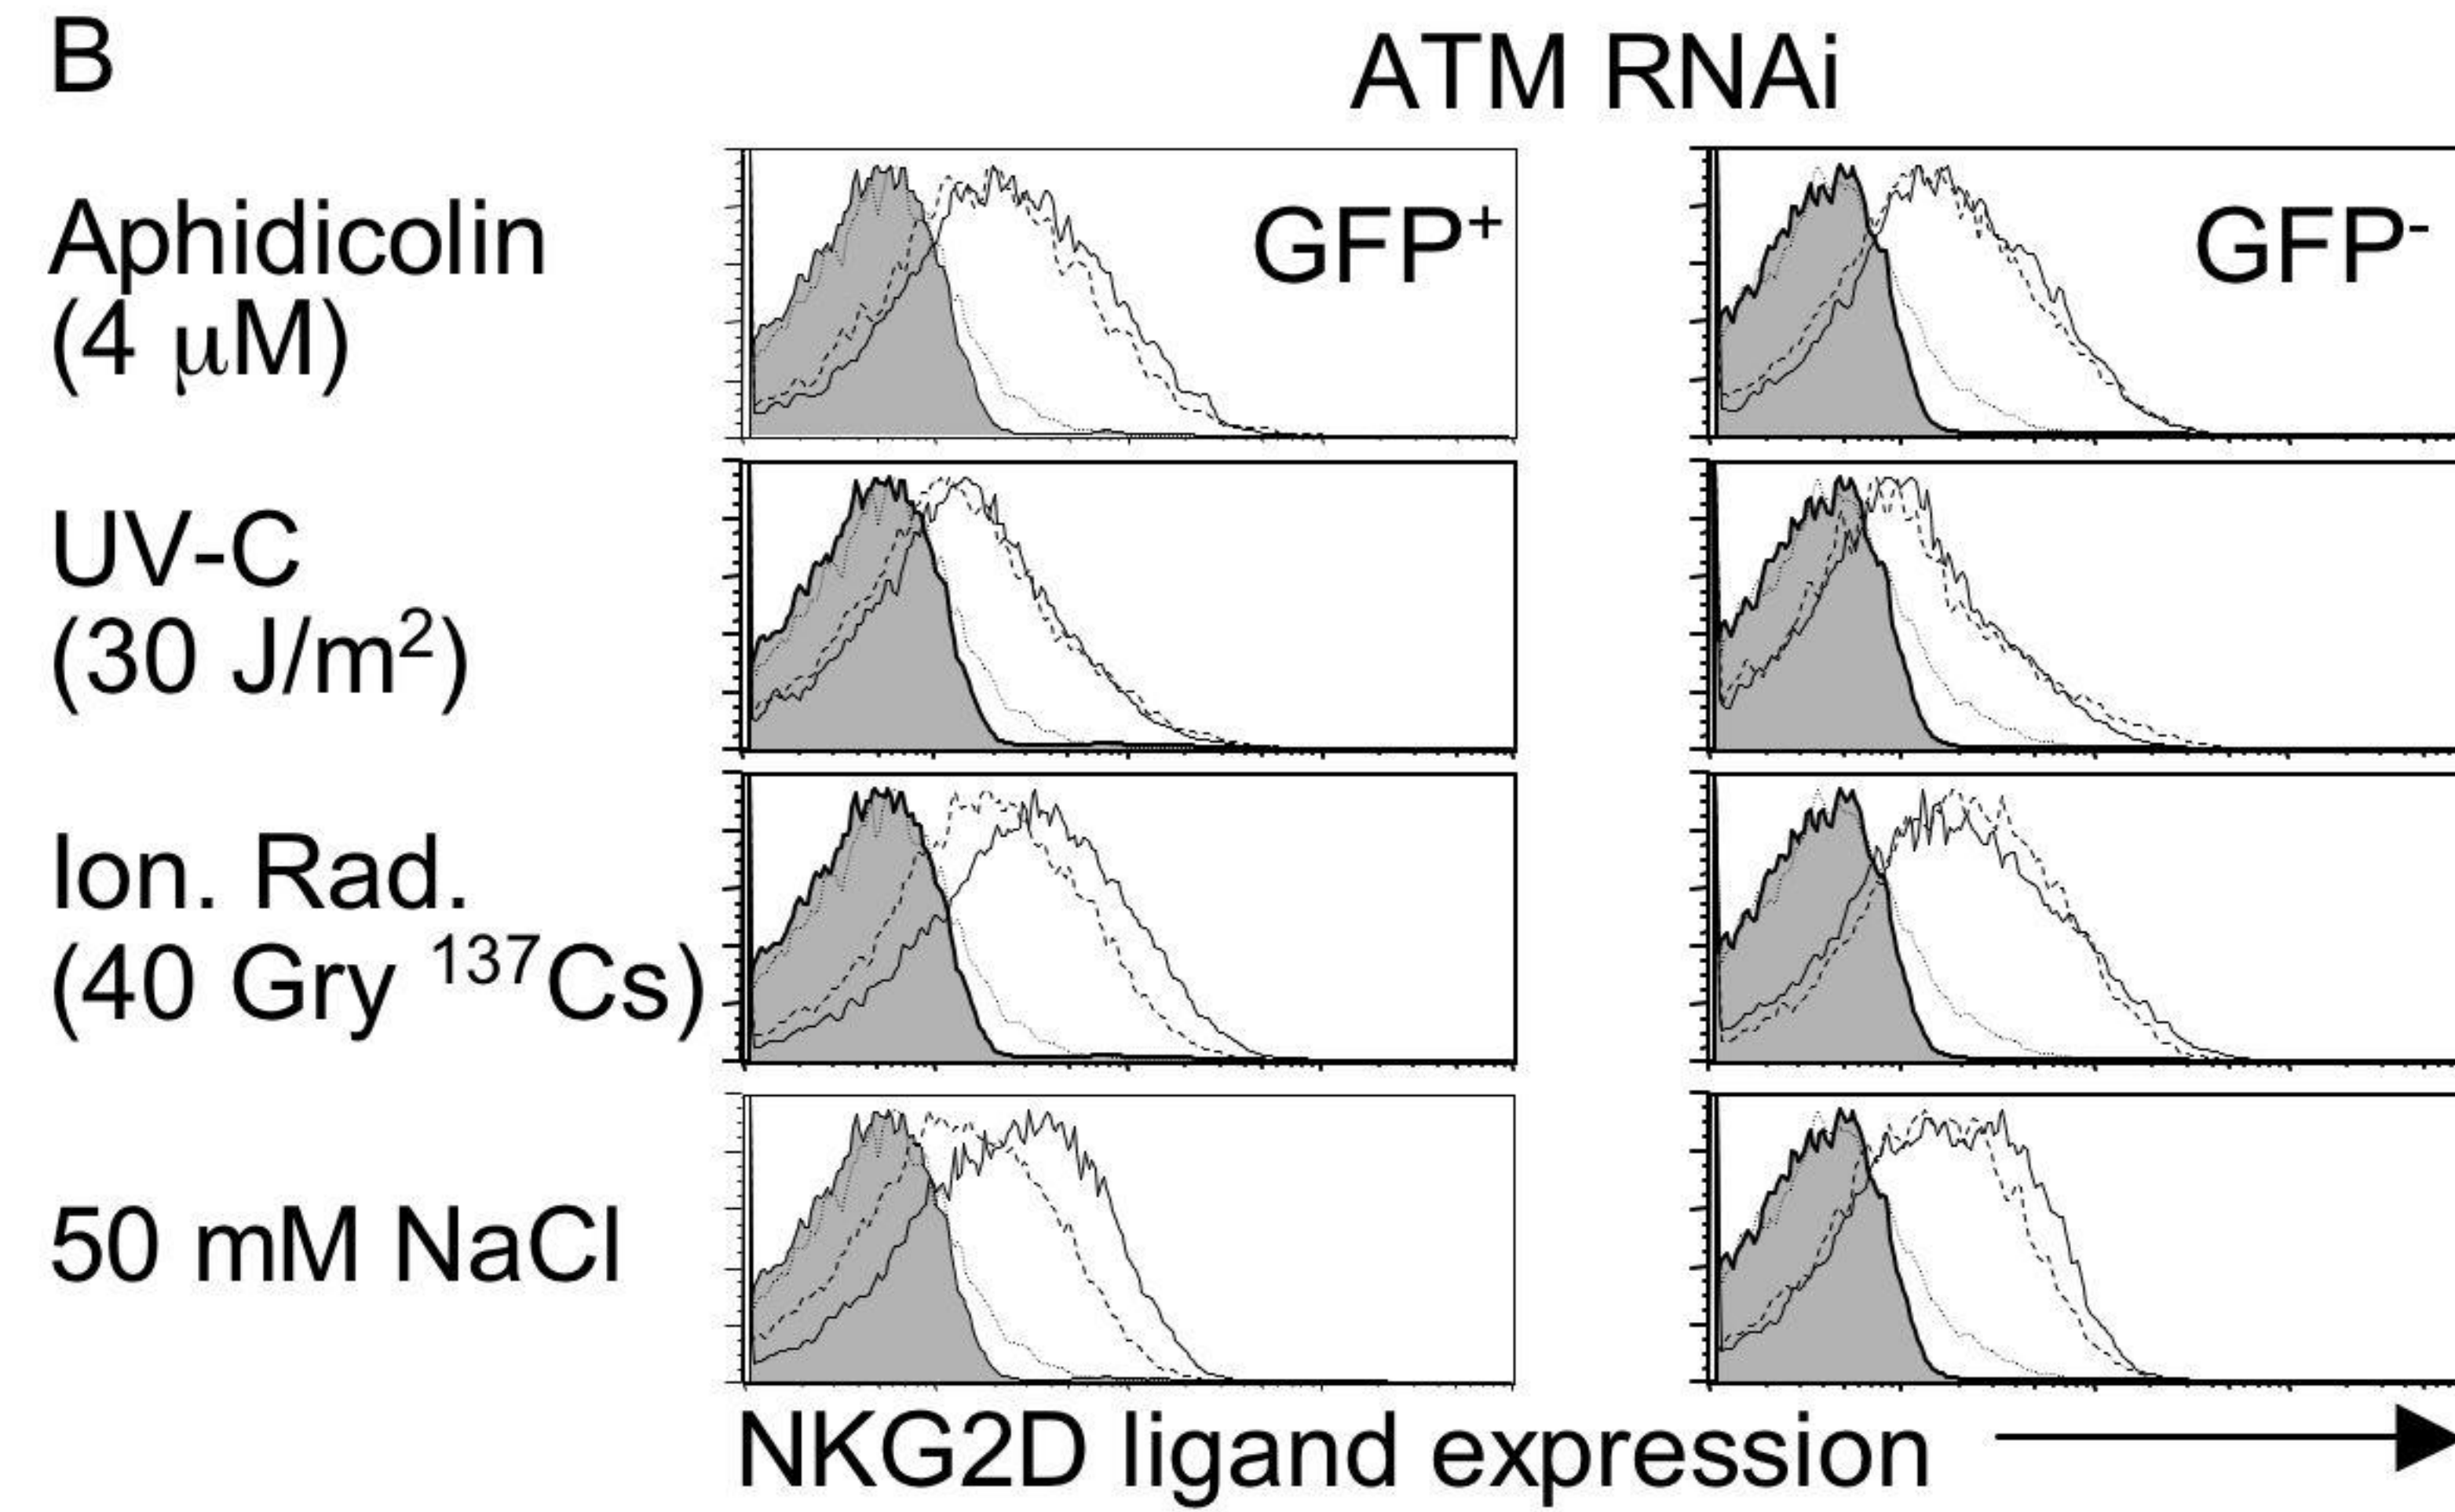 B
ATM RNAi
Aphidicolin
(4 μM)
GFP⁺
GFP⁻
UV-C
(30 J/m²)
Ion. Rad.
(40 Gry ¹³⁷Cs)
50 mM NaCl
NKG2D ligand expression